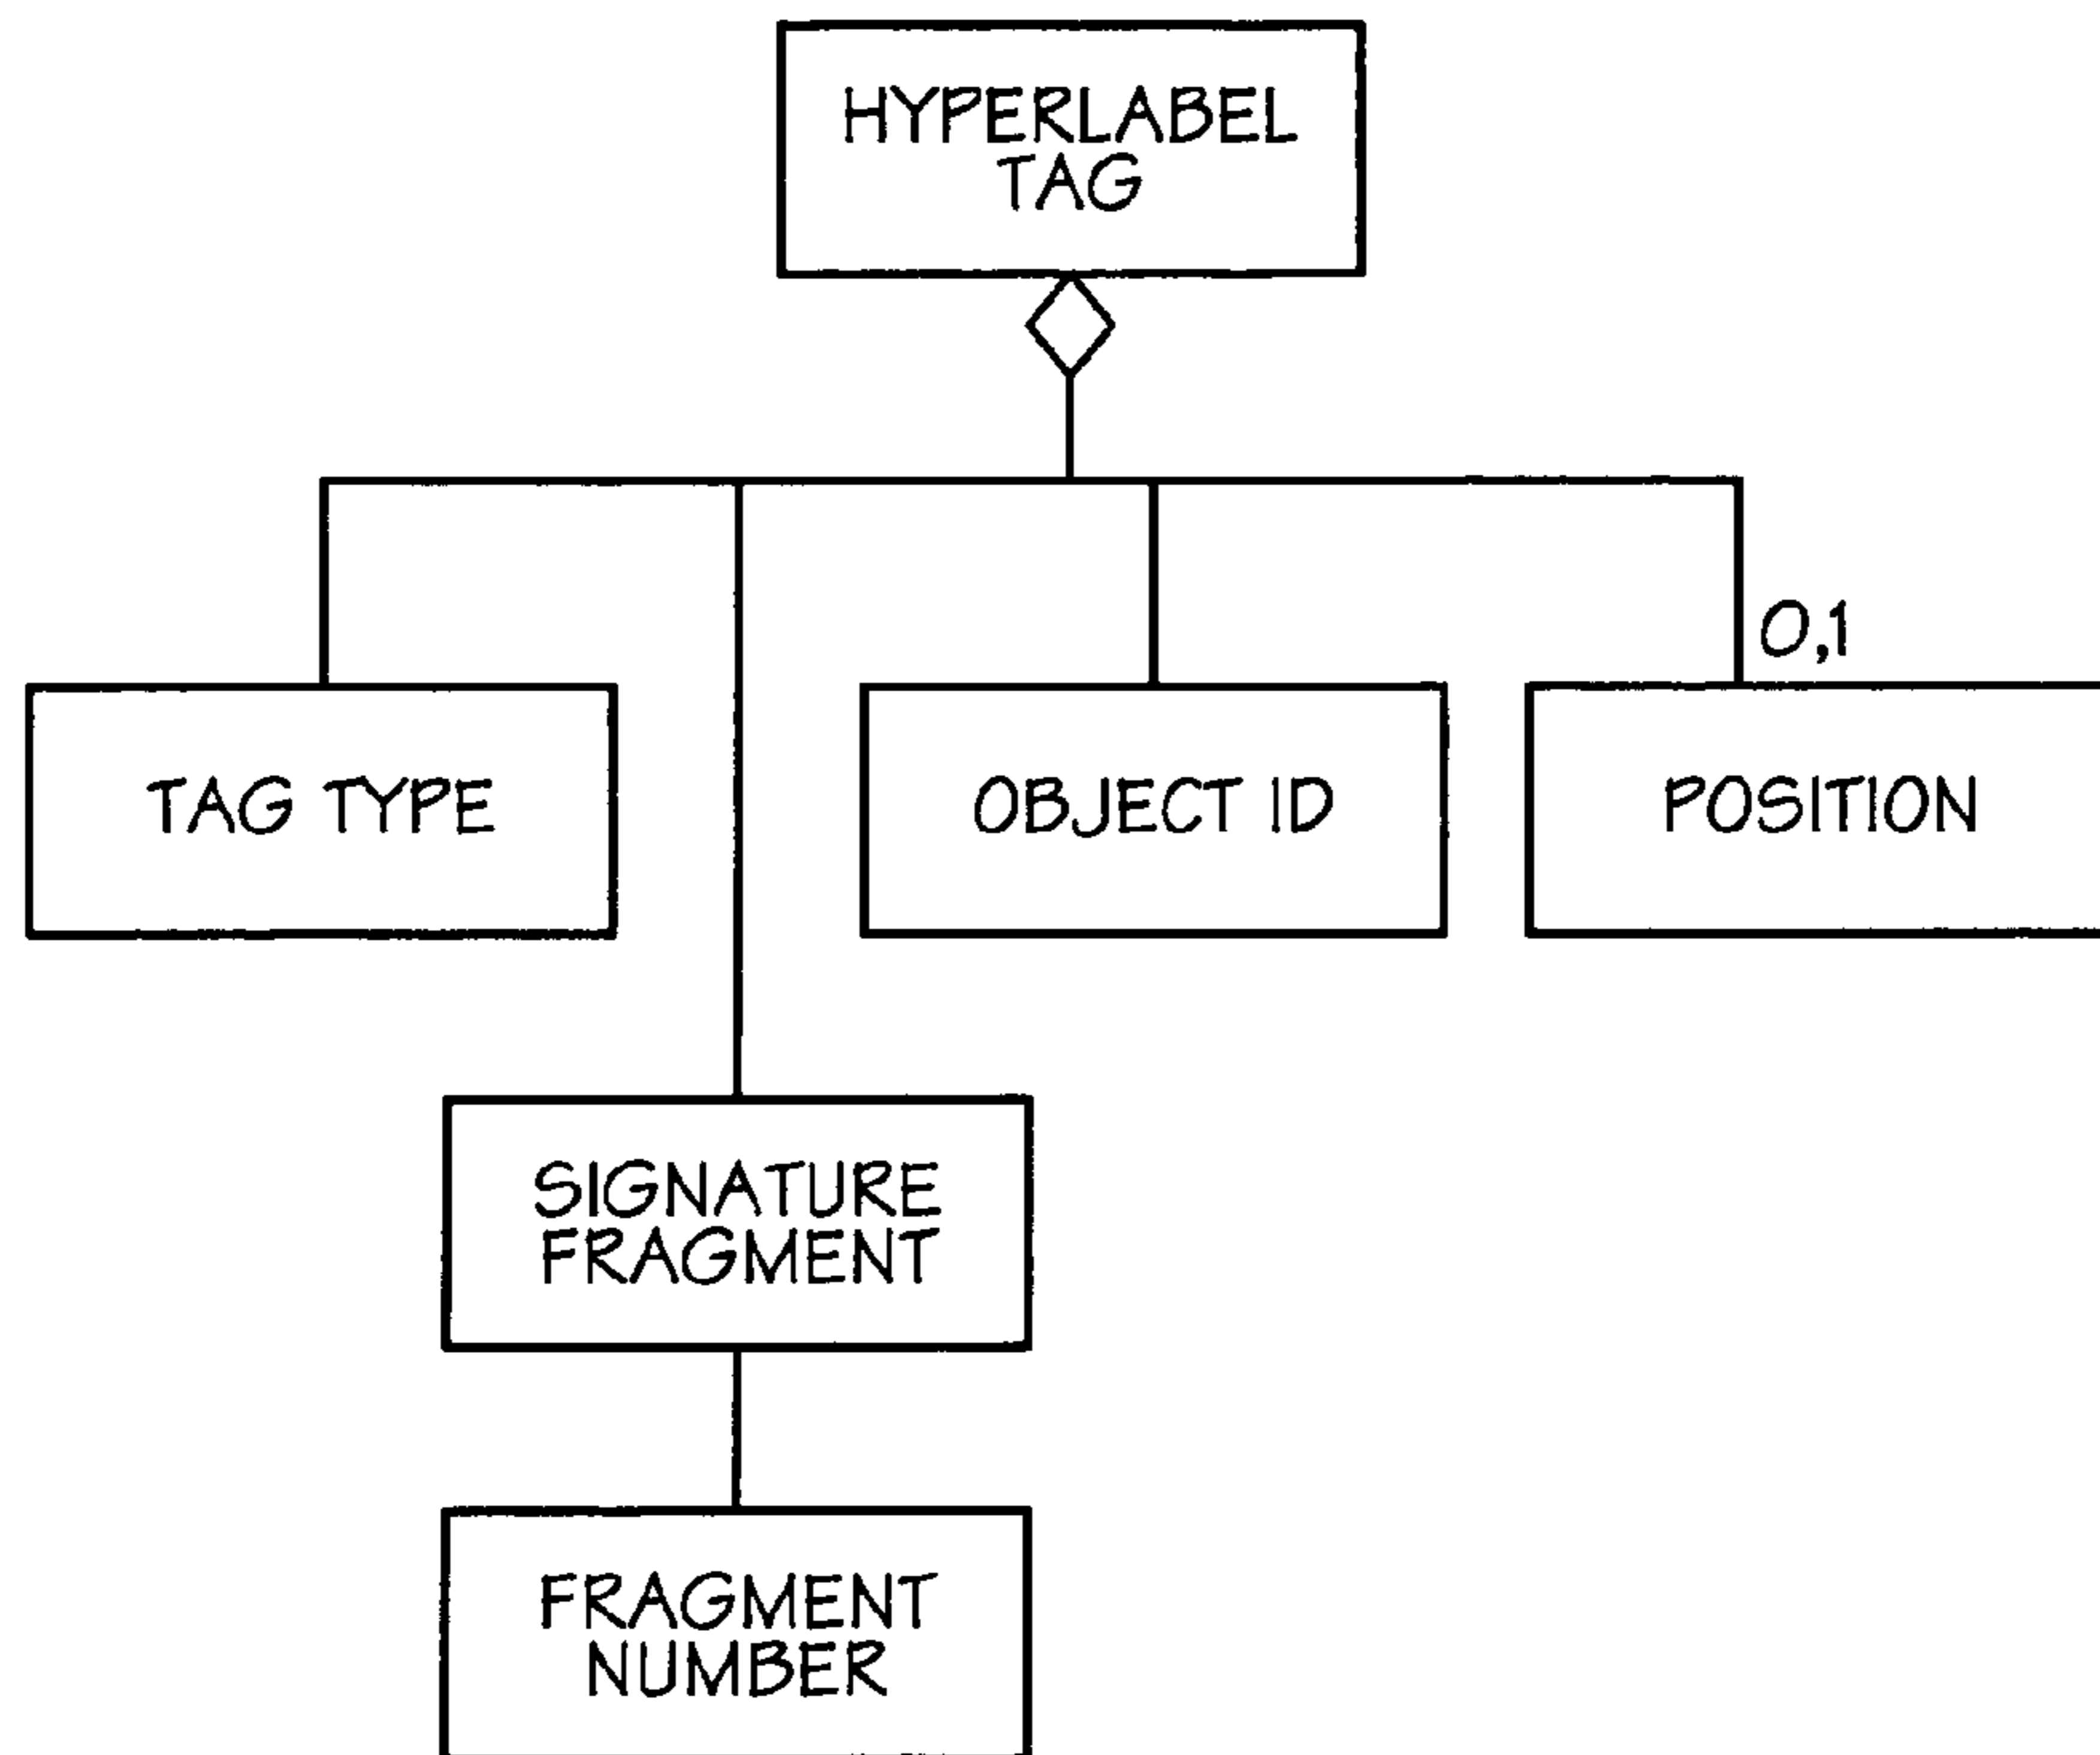 HYPERLABEL
TAG
0,1
TAG TYPE
OBJECT ID
POSITION
SIGNATURE
FRAGMENT
FRAGMENT
NUMBER